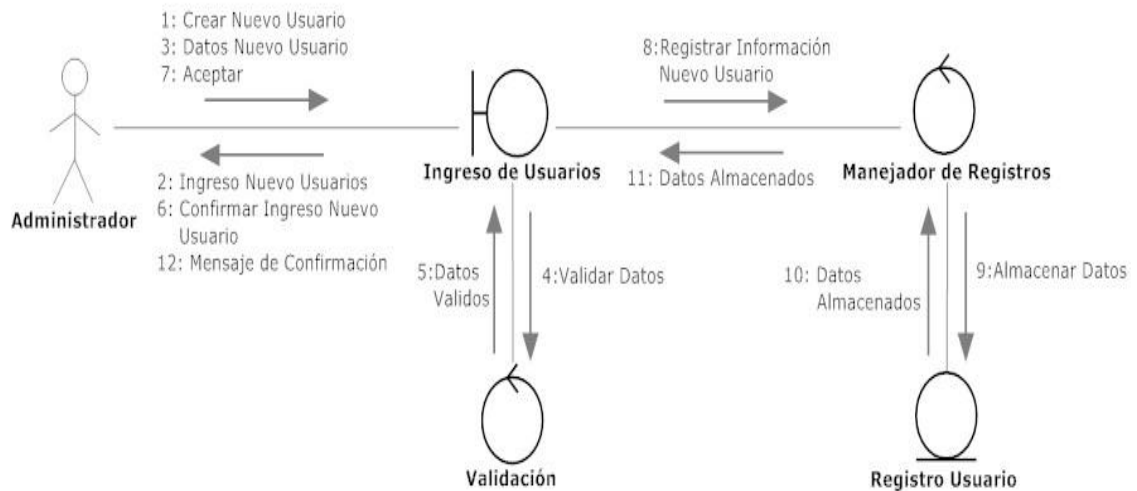 1: Crear Nuevo Usuario
3: Datos Nuevo Usuario
7: Aceptar
8: Registrar Información
Nuevo Usuario
Ingreso de Usuarios
Manejador de Registros
Administrador
2: Ingreso Nuevo Usuarios
6: Confirmar Ingreso Nuevo
Usuario
12: Mensaje de Confirmación
11: Datos Almacenados
5:Datos
Validos
4:Validar Datos
10: Datos
Almacenados
9:Almacenar Datos
Validación
Registro Usuario